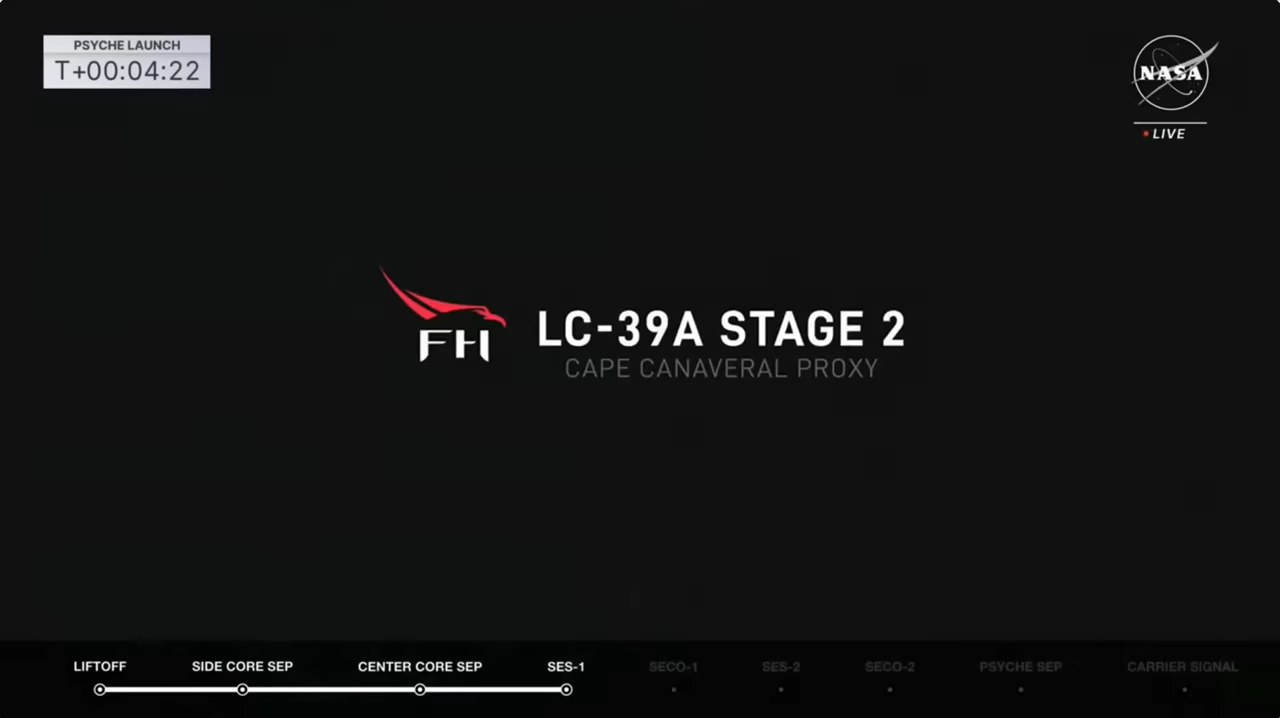 PSYCHE LAUNCH
T+00:04:22
NASA
LIVE
FH
LC-39A STAGE 2
CAPE CANAVERAL PROXY
LIFTOFF
SIDE CORE SEP
CENTER CORE SEP
SES-1
SECO-1
SES-2
SECO-2
PSYCHE SEP
CARRIER SIGNAL